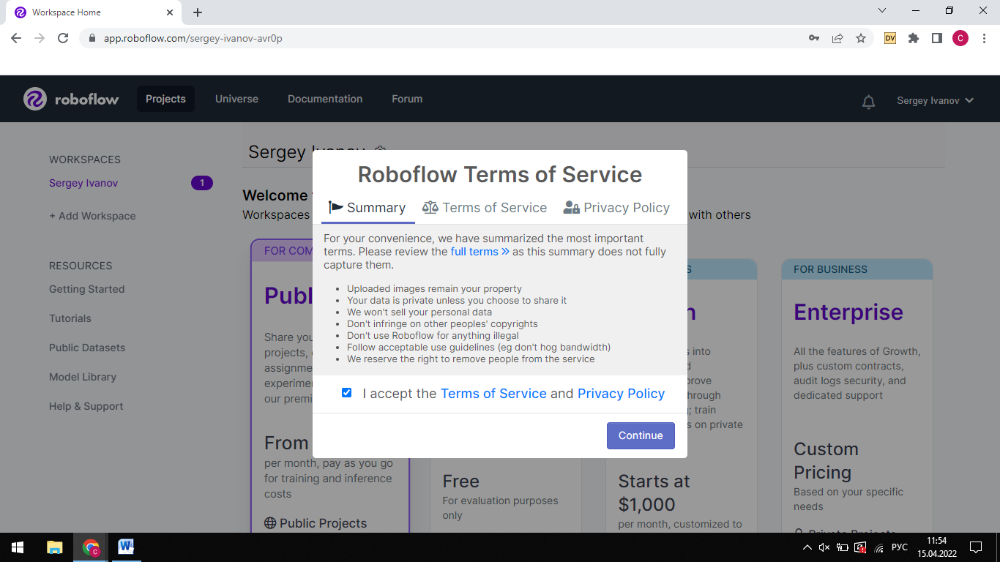 Workspace Home
app.roboflow.com/sergey-ivanov-avr0p
DV
C
roboflow
Projects
Universe
Documentation
Forum
Sergey Ivanov
WORKSPACES
Sergey Ivanov
1
+ Add Workspace
RESOURCES
Getting Started
Tutorials
Public Datasets
Model Library
Help & Support
Sergey Ivanov
Welcome
Workspaces
with others
Roboflow Terms of Service
Summary
Terms of Service
Privacy Policy
For your convenience, we have summarized the most important
terms. Please review the full terms » as this summary does not fully
capture them.
• Uploaded images remain your property
• Your data is private unless you choose to share it
• We won't sell your personal data
• Don't infringe on other peoples' copyrights
• Don't use Roboflow for anything illegal
• Follow acceptable use guidelines (eg don't hog bandwidth)
• We reserve the right to remove people from the service
I accept the Terms of Service and Privacy Policy
Continue
FOR COM
Publ
Share you
projects,
assignme
experime
our premi
From
per month, pay as you go
for training and inference
costs
Public Projects
Free
For evaluation purposes
only
S
n
s into
d
prove
hrough
; train
s on private
Starts at
$1,000
per month, customized to
FOR BUSINESS
Enterprise
All the features of Growth,
plus custom contracts,
audit logs security, and
dedicated support
Custom
Pricing
Based on your specific
needs
Private Projects
C
W
РУС
11:54
15.04.2022